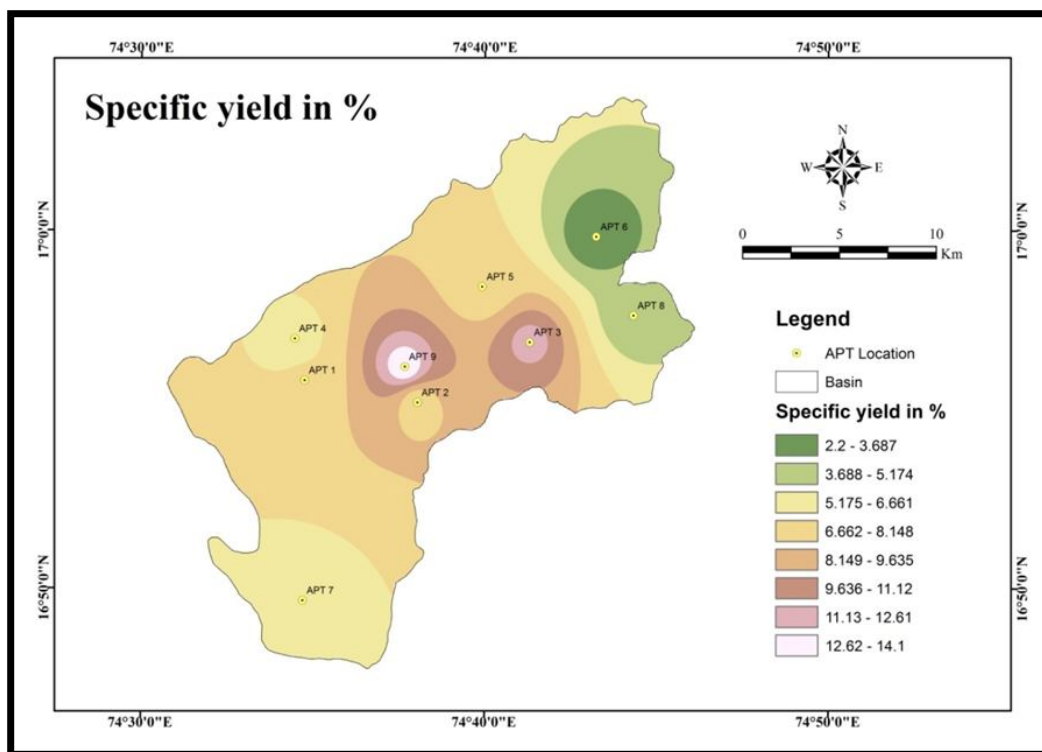 74°30'0"E 74°40'0"E 74°50'0"E
Specific yield in %
N
W E
S
17°0'0"N 17°0'0"N
0 5 10
Km
APT 6
APT 5
APT 8
APT 4
APT 3
APT 9
APT 1
APT 2
APT 7
Legend
APT Location
Basin
Specific yield in %
2.2 - 3.687
3.688 - 5.174
5.175 - 6.661
6.662 - 8.148
8.149 - 9.635
9.636 - 11.12
11.13 - 12.61
12.62 - 14.1
16°50'0"N 16°50'0"N
74°30'0"E 74°40'0"E 74°50'0"E